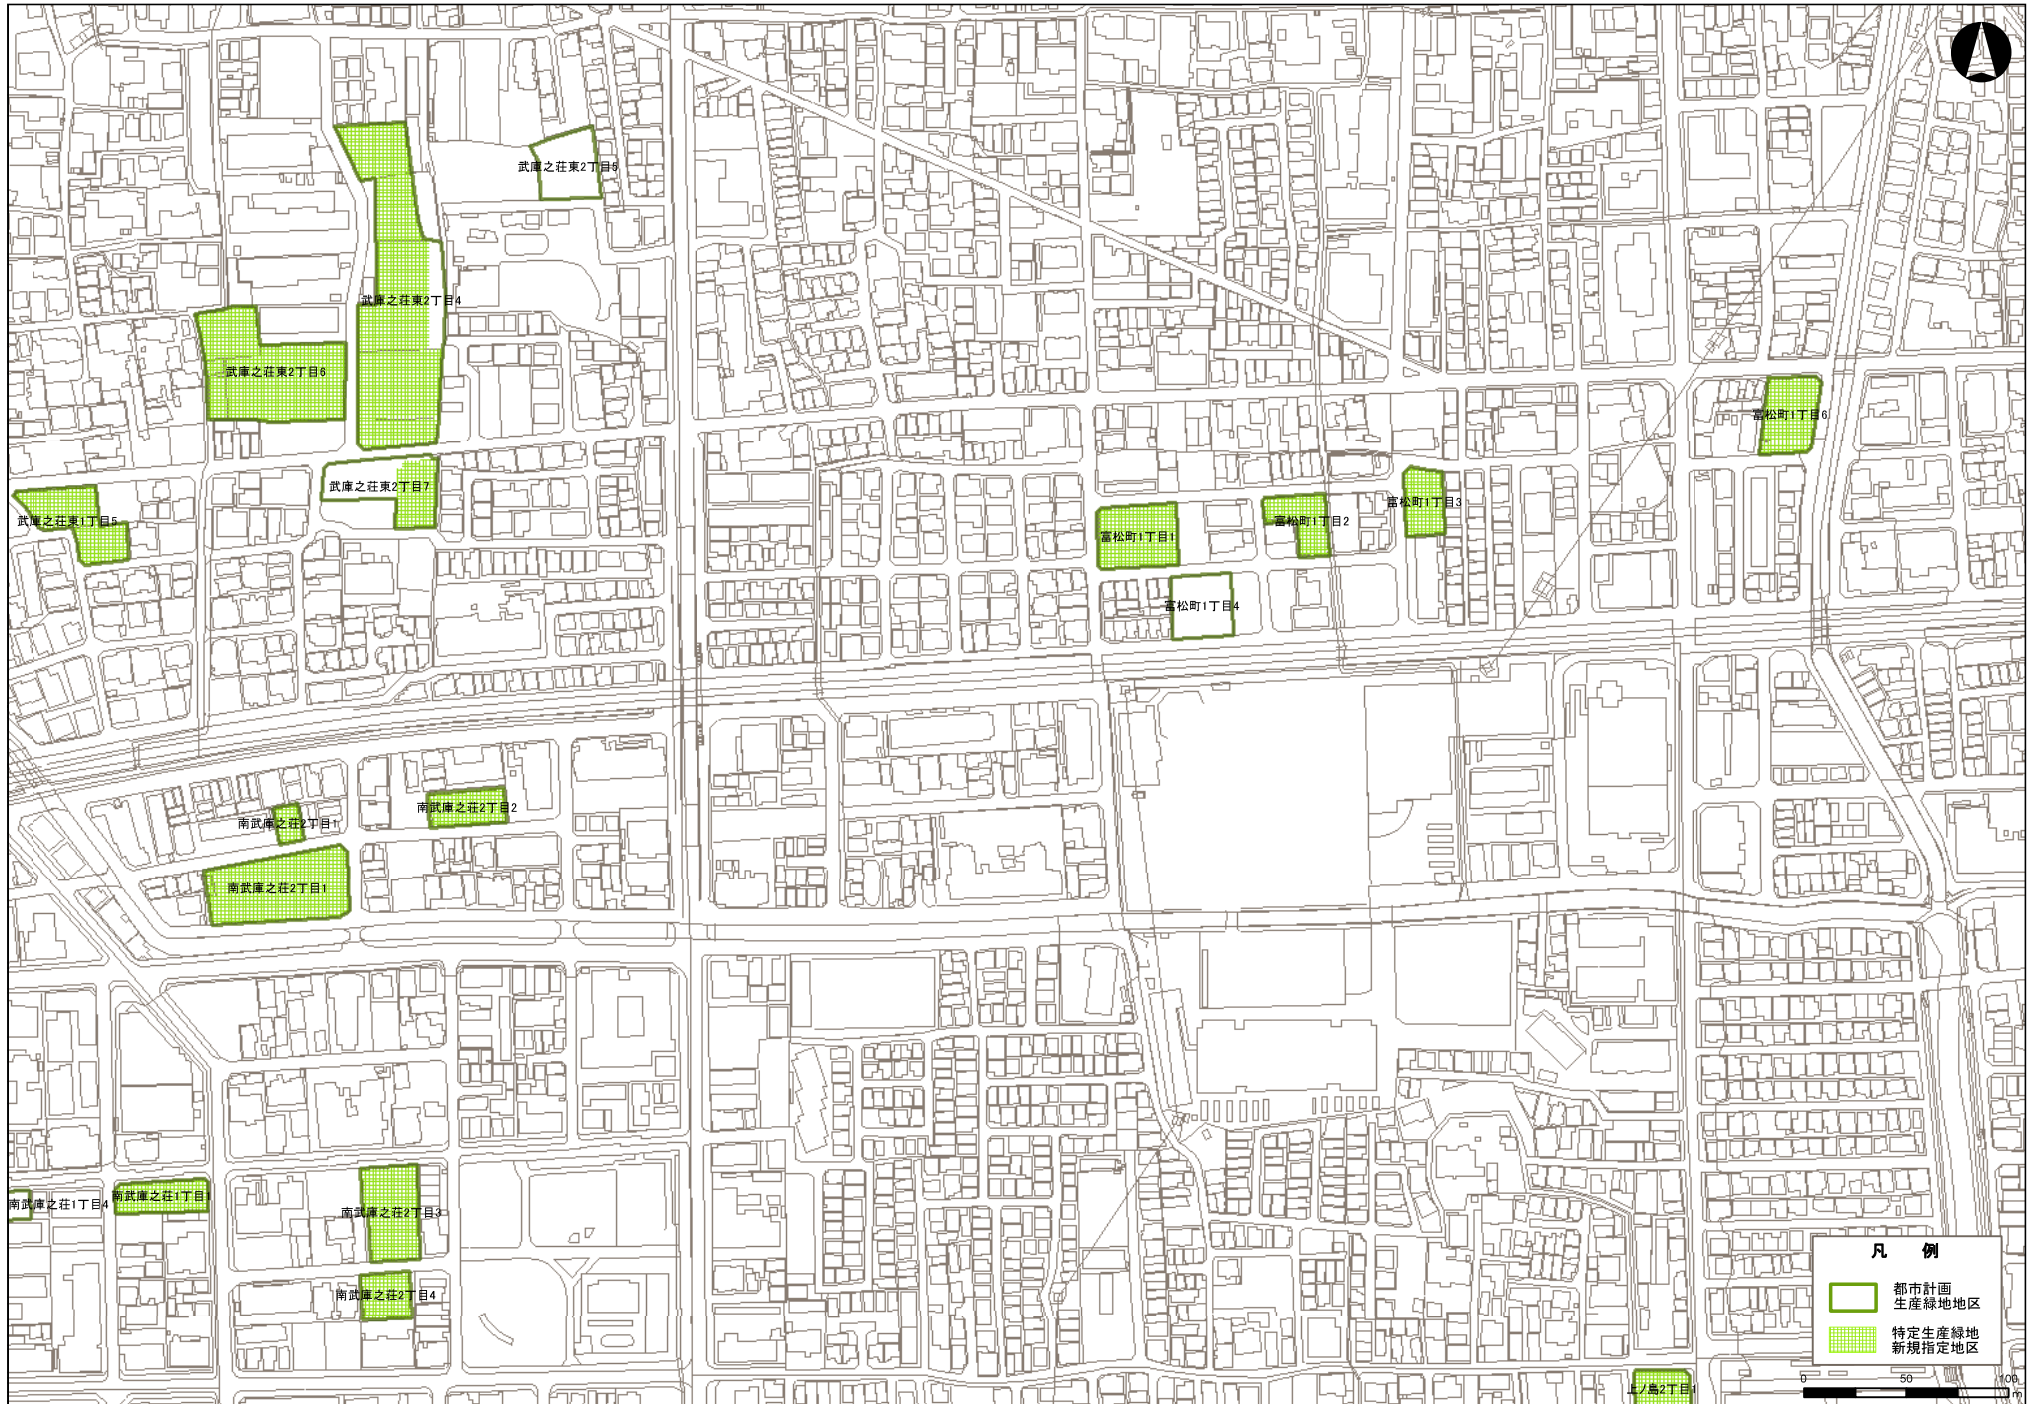 武庫之荘東2丁目5
武庫之荘東2丁目4
武庫之荘東2丁目6
富松町1丁目6
武庫之荘東2丁目7
富松町1丁目3
武庫之荘東1丁目5
富松町1丁目2
富松町1丁目1
富松町1丁目4
南武庫之荘2丁目2
南武庫之荘2丁目1
南武庫之荘2丁目1
南武庫之荘1丁目4
南武庫之荘1丁目1
南武庫之荘2丁目3
南武庫之荘2丁目4
凡 例
都市計画
生産緑地地区
特定生産緑地
新規指定地区
上ノ島2丁目1
0 50 100
m